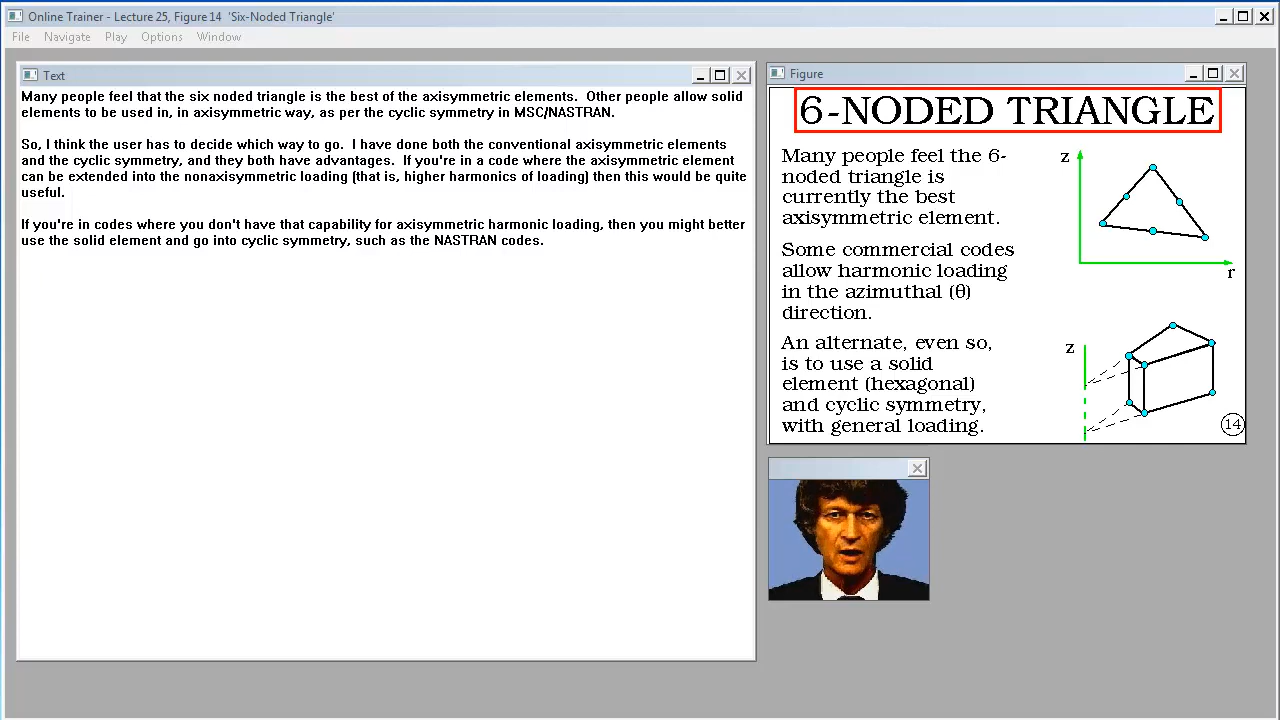 Online Trainer - Lecture 25, Figure 14 'Six-Noded Triangle'
File Navigate Play Options Window
Text
Many people feel that the six noded triangle is the best of the axisymmetric elements. Other people allow solid
elements to be used in, in axisymmetric way, as per the cyclic symmetry in MSC/NASTRAN.
So, I think the user has to decide which way to go. I have done both the conventional axisymmetric elements
and the cyclic symmetry, and they both have advantages. If you're in a code where the axisymmetric element
can be extended into the nonaxisymmetric loading (that is, higher harmonics of loading) then this would be quite
useful.
If you're in codes where you don't have that capability for axisymmetric harmonic loading, then you might better
use the solid element and go into cyclic symmetry, such as the NASTRAN codes.
Figure
6-NODED TRIANGLE
Many people feel the 6-
noded triangle is
currently the best
axisymmetric element.
Some commercial codes
allow harmonic loading
in the azimuthal (θ)
direction.
An alternate, even so,
is to use a solid
element (hexagonal)
and cyclic symmetry,
with general loading.
z
r
z
14